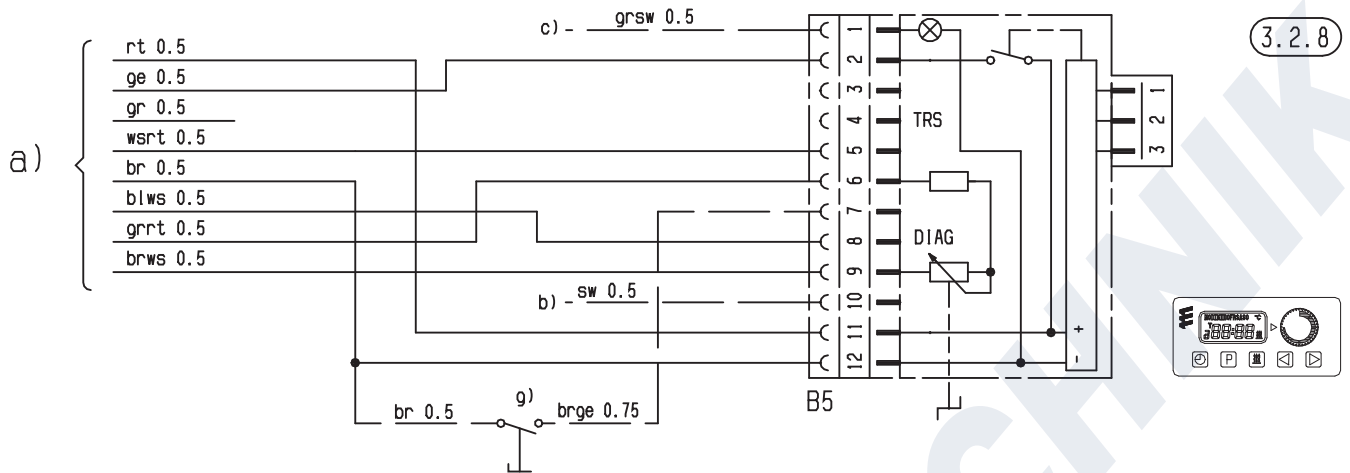 c)
grsw 0.5
3.2.8
a)
rt 0.5
ge 0.5
gr 0.5
wsrt 0.5
br 0.5
blws 0.5
grrt 0.5
brws 0.5
b)
sw 0.5
1
2
3
4
5
6
7
8
9
10
11
12
TRS
DIAG
+
-
1
2
3
B5
g)
br 0.5
brge 0.75
°C
88:88
P
CHNIK